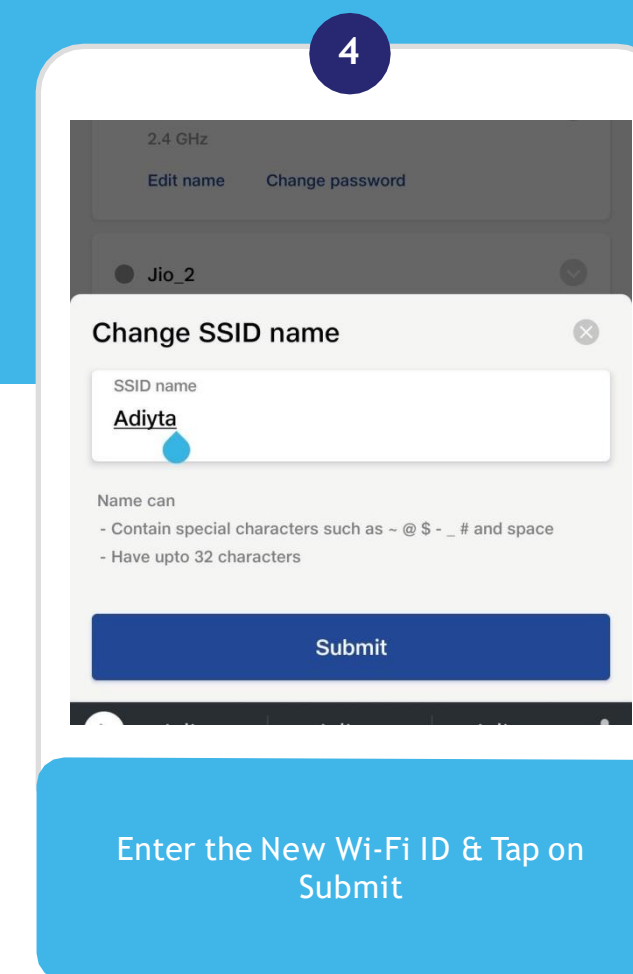 4
2.4 GHz
Edit name Change password
Jio_2
Change SSID name
SSID name
Adiyta
Name can
- Contain special characters such as ~ @ $ - _ # and space
- Have upto 32 characters
Submit
Enter the New Wi-Fi ID & Tap on
Submit